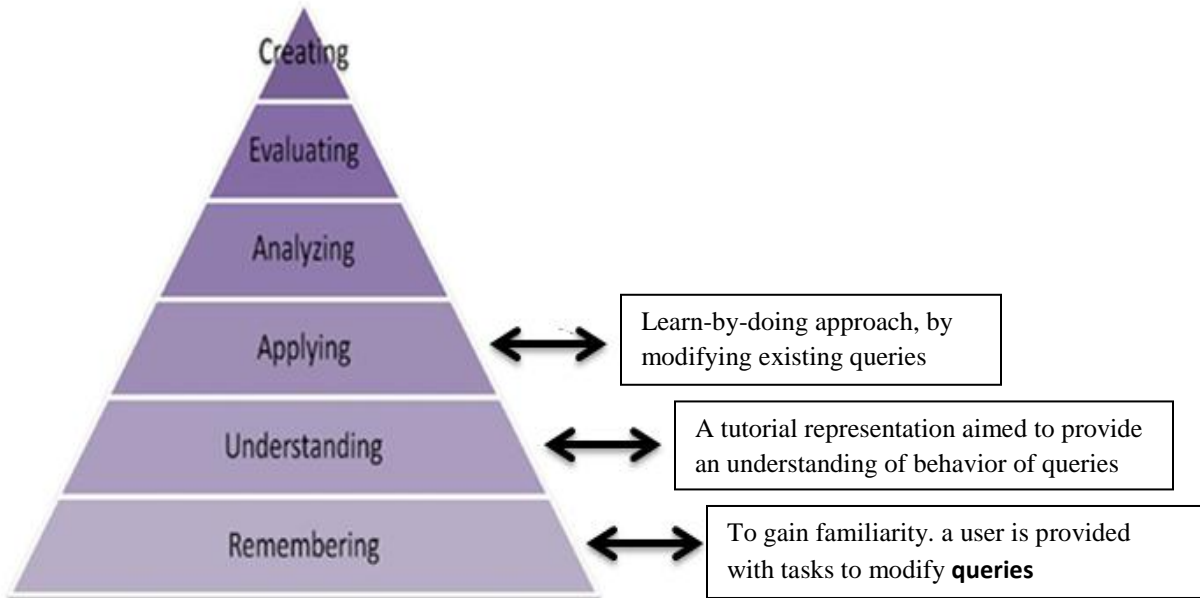 Creating
Evaluating
Analyzing
Applying
Learn-by-doing approach, by
modifying existing queries
Understanding
A tutorial representation aimed to provide
an understanding of behavior of queries
Remembering
To gain familiarity. a user is provided
with tasks to modify queries